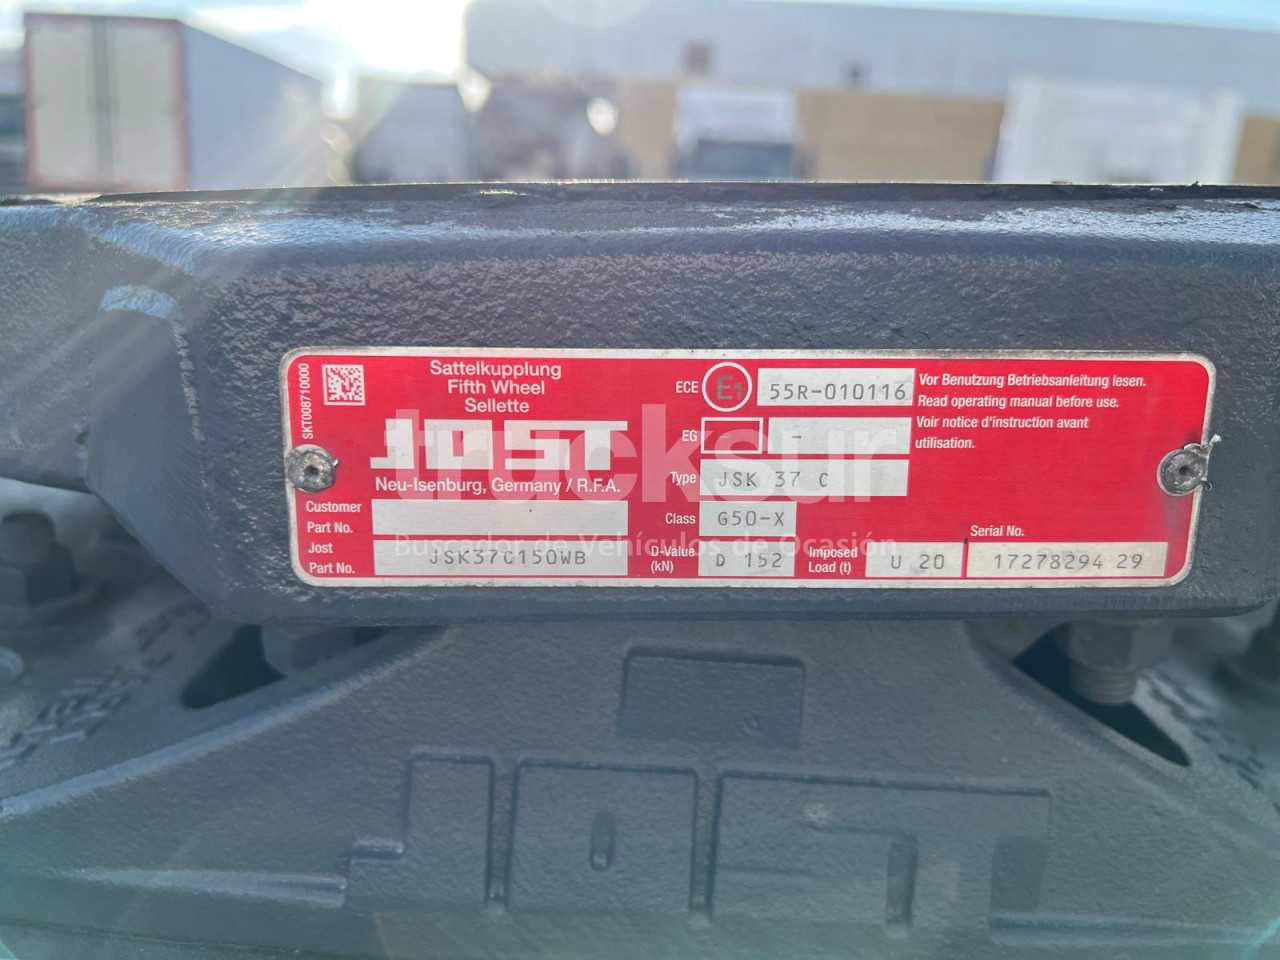 SKT008710000
Sattelkupplung
Fifth Wheel
Sellette
JOST
Neu-Isenburg, Germany / R.F.A.
Customer
Part No.
Jost
Part No.
JSK37C150WB
ECE
E1
55R-010116
EG
-
-
Type
JSK 37 C
Class
G50-X
D-Value
(kN)
D 152
Imposed
Load (t)
U 20
Serial No.
17278294 29
Vor Benutzung Betriebsanleitung lesen.
Read operating manual before use.
Voir notice d'instruction avant
utilisation.
trucksur
Buscador de Vehículos de Ocasión
JOST